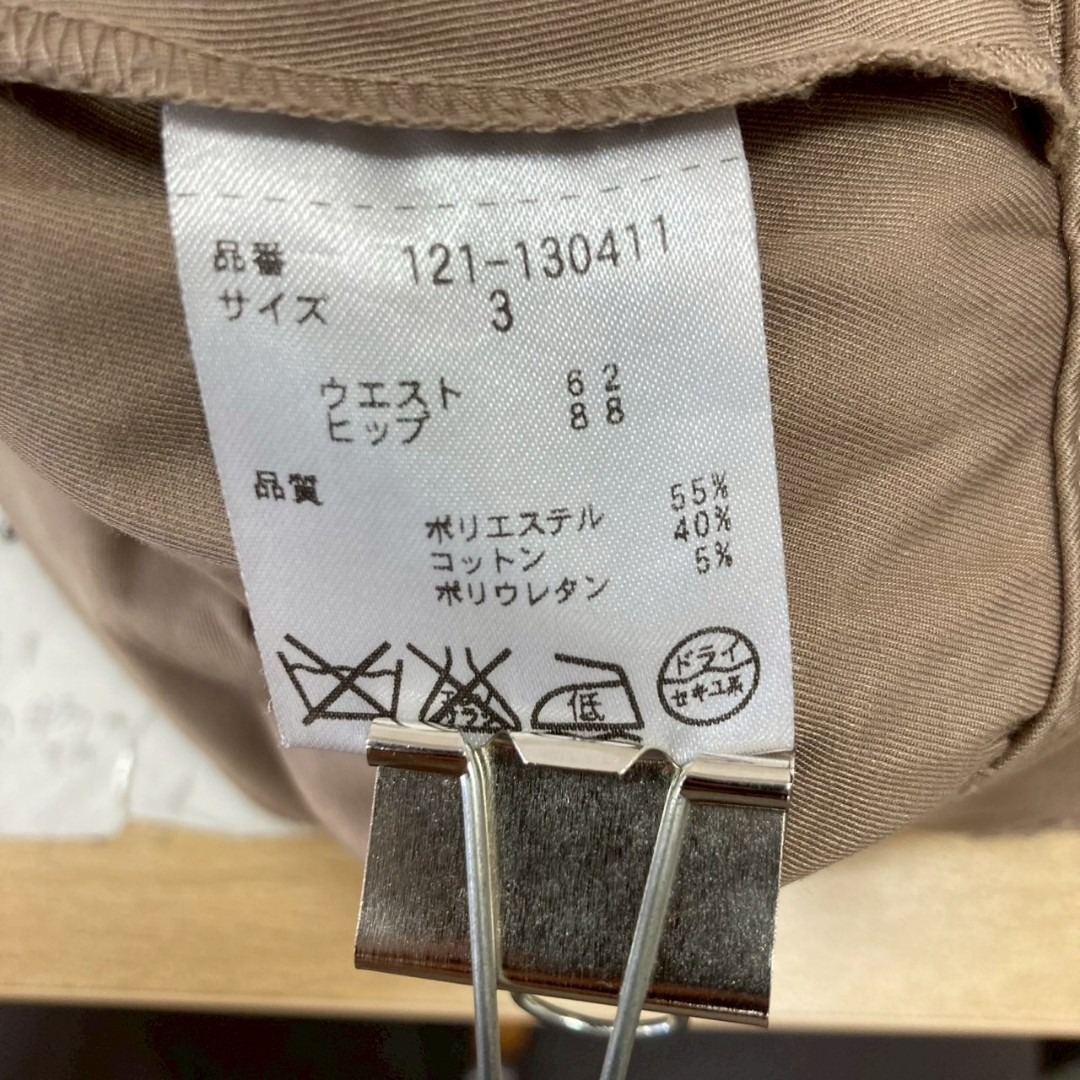 品番 121-130411
サイズ 3
ウエスト 62
ヒップ 88
品質
ポリエステル 55%
コットン 40%
ポリウレタン 5%
低
ドライ
セキユ系